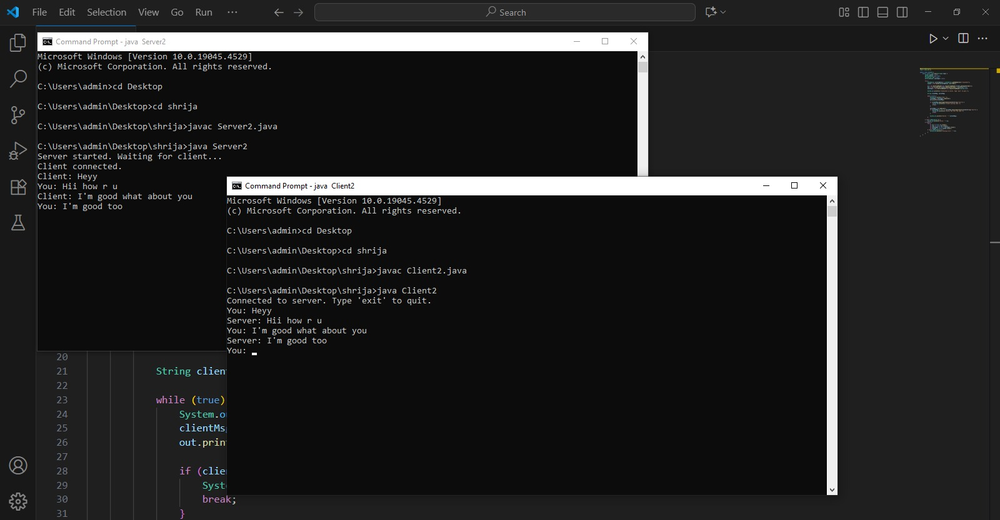 File Edit Selection View Go Run ···
Search
Command Prompt - java Server2
Microsoft Windows [Version 10.0.19045.4529]
(c) Microsoft Corporation. All rights reserved.
C:\Users\admin>cd Desktop
C:\Users\admin\Desktop>cd shrija
C:\Users\admin\Desktop\shrija>javac Server2.java
C:\Users\admin\Desktop\shrija>java Server2
Server started. Waiting for client...
Client connected.
Client: Heyy
You: Hii how r u
Client: I'm good what about you
You: I'm good too
Command Prompt - java Client2
Microsoft Windows [Version 10.0.19045.4529]
(c) Microsoft Corporation. All rights reserved.
C:\Users\admin>cd Desktop
C:\Users\admin\Desktop>cd shrija
C:\Users\admin\Desktop\shrija>javac Client2.java
C:\Users\admin\Desktop\shrija>java Client2
Connected to server. Type 'exit' to quit.
You: Heyy
Server: Hii how r u
You: I'm good what about you
Server: I'm good too
You:
20
21 String clien
22
23 while (true)
24 System.o
25 clientMs
26 out.prin
27
28 if (clie
29 Syst
30 break;
31 }